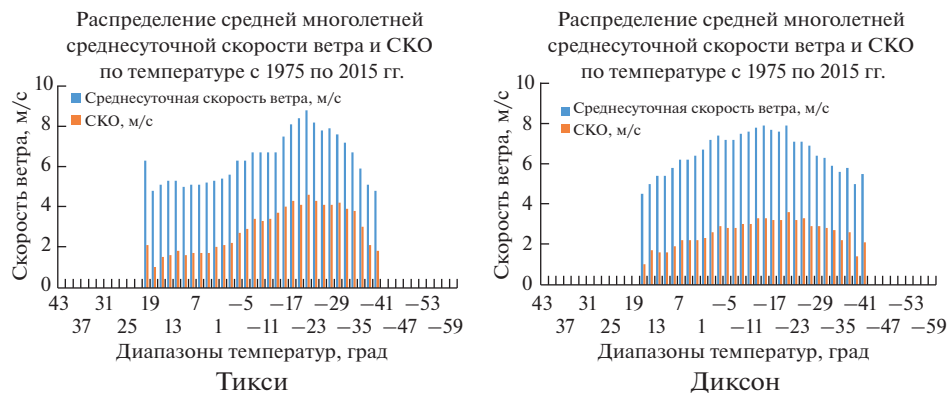 Распределение средней многолетней
среднесуточной скорости ветра и СКО
по температуре с 1975 по 2015 гг.
10
8
6
4
2
0
Скорость ветра, м/с
Среднесуточная скорость ветра, м/с
СКО, м/с
43 31 19 7 −5 −17 −29 −41 −53
37 25 13 1 −11 −23 −35 −47 −59
Диапазоны температур, град
Тикси
Распределение средней многолетней
среднесуточной скорости ветра и СКО
по температуре с 1975 по 2015 гг.
10
8
6
4
2
0
Скорость ветра, м/с
Среднесуточная скорость ветра, м/с
СКО, м/с
43 31 19 7 −5 −17 −29 −41 −53
37 25 13 1 −11 −23 −35 −47 −59
Диапазоны температур, град
Диксон